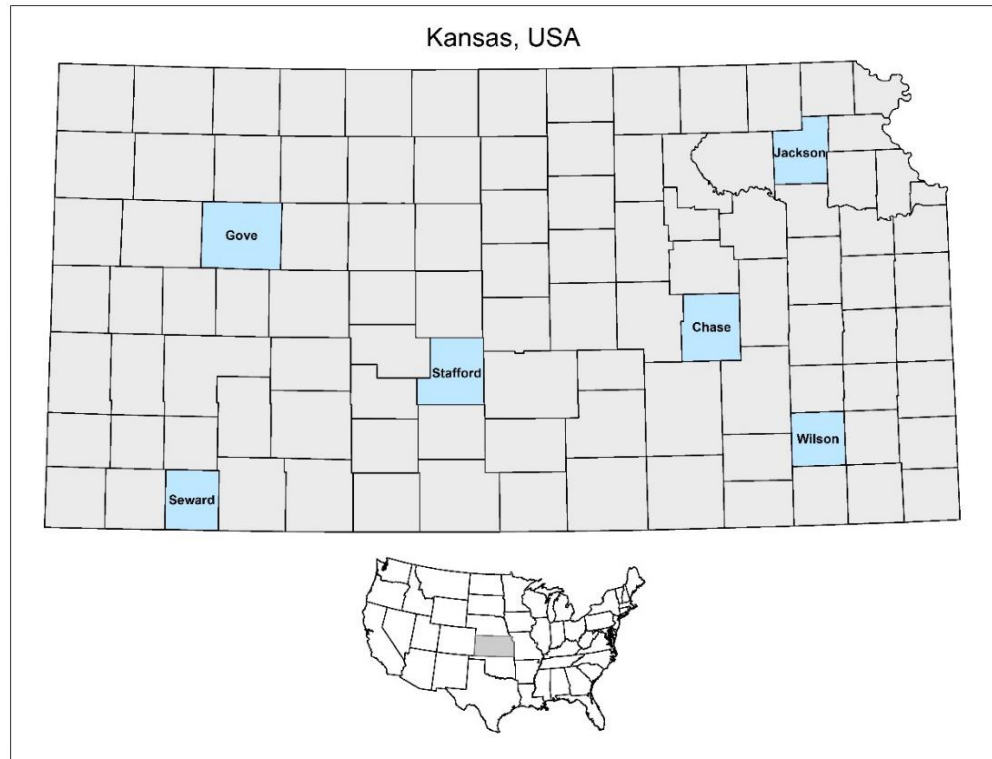 Kansas, USA
Jackson
Gove
Chase
Stafford
Wilson
Seward